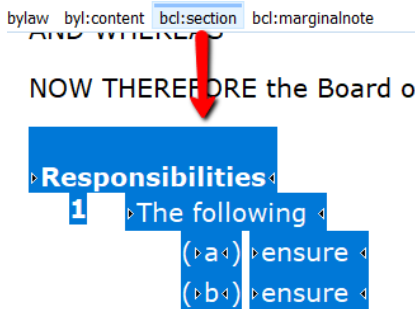 bylaw byl:content bcl:section bcl:marginalnote
AND WHEREAS
NOW THEREFORE the Board o
Responsibilities
1 The following
(a) ensure
(b) ensure